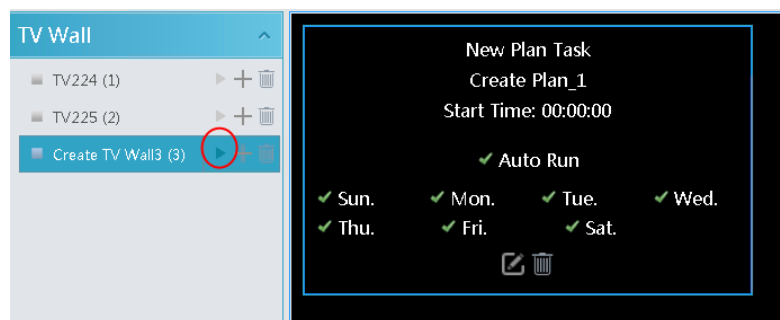 TV Wall
TV224 (1)
TV225 (2)
Create TV Wall3 (3)
New Plan Task
Create Plan_1
Start Time: 00:00:00
Auto Run
Sun. Mon. Tue. Wed.
Thu. Fri. Sat.